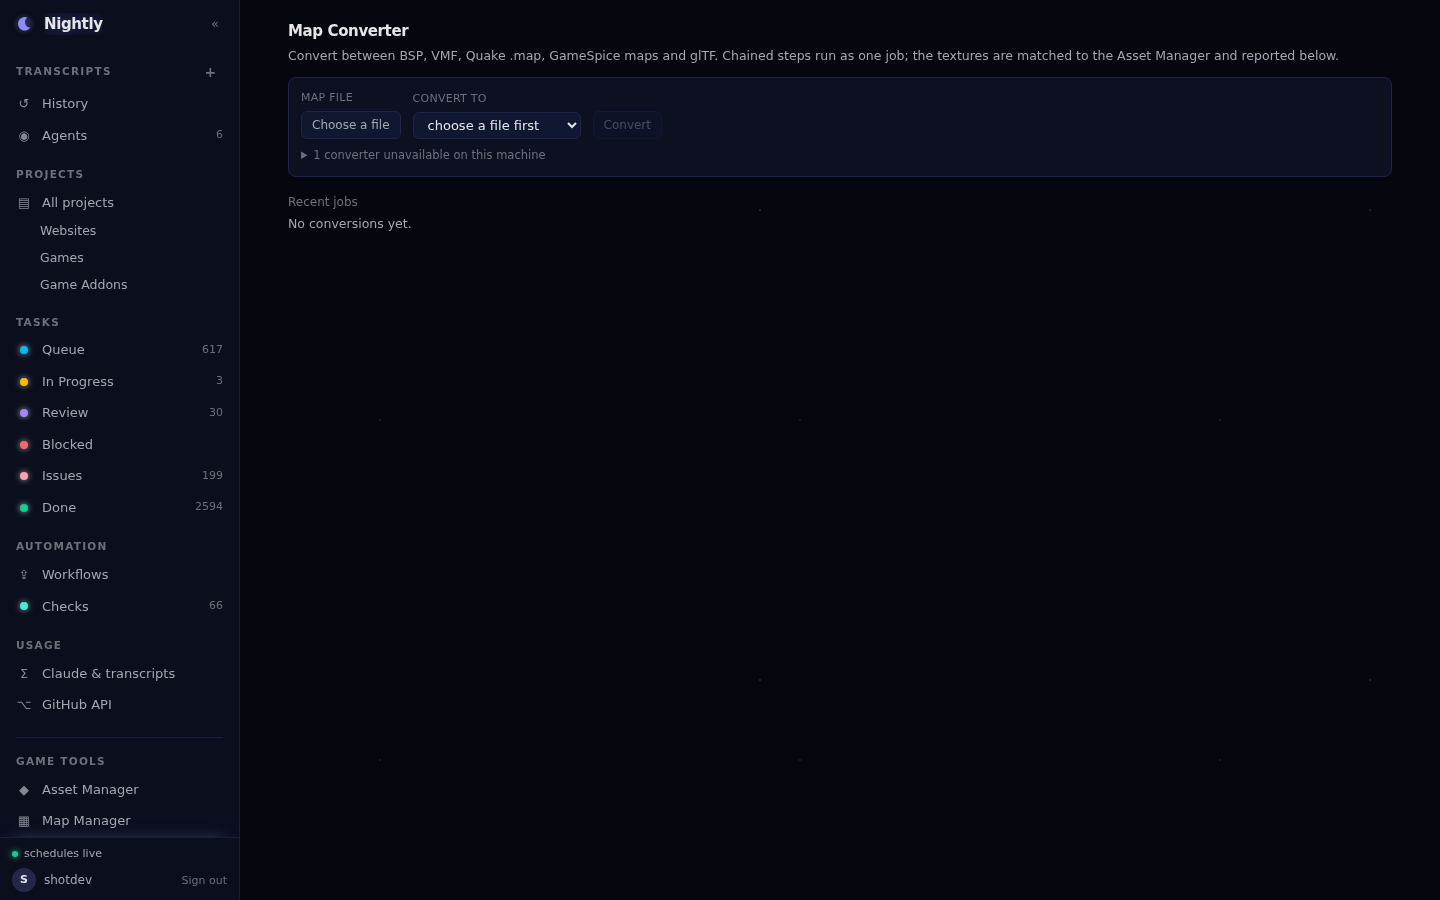 Nightly
«
TRANSCRIPTS
+
History
Agents
6
PROJECTS
All projects
Websites
Games
Game Addons
TASKS
Queue
617
In Progress
3
Review
30
Blocked
Issues
199
Done
2594
AUTOMATION
Workflows
Checks
66
USAGE
Σ Claude & transcripts
GitHub API
GAME TOOLS
Asset Manager
Map Manager
schedules live
S
shotdev
Sign out
Map Converter
Convert between BSP, VMF, Quake .map, GameSpice maps and glTF. Chained steps run as one job; the textures are matched to the Asset Manager and reported below.
MAP FILE
CONVERT TO
Choose a file
choose a file first
Convert
1 converter unavailable on this machine
Recent jobs
No conversions yet.